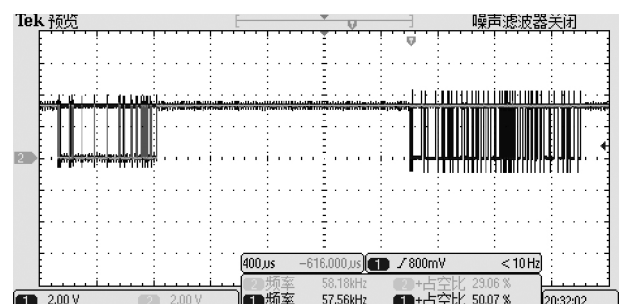 Tek 预览 噪声滤波器关闭
2
400µs -616.000µs 1 ∫ 800mV < 10Hz
2 频率 58.18kHz 2 +占空比 29.06 %
1 2.00 V 2 2.00 V 1 频率 57.56kHz 1 +占空比 50.07 % 20:32:02